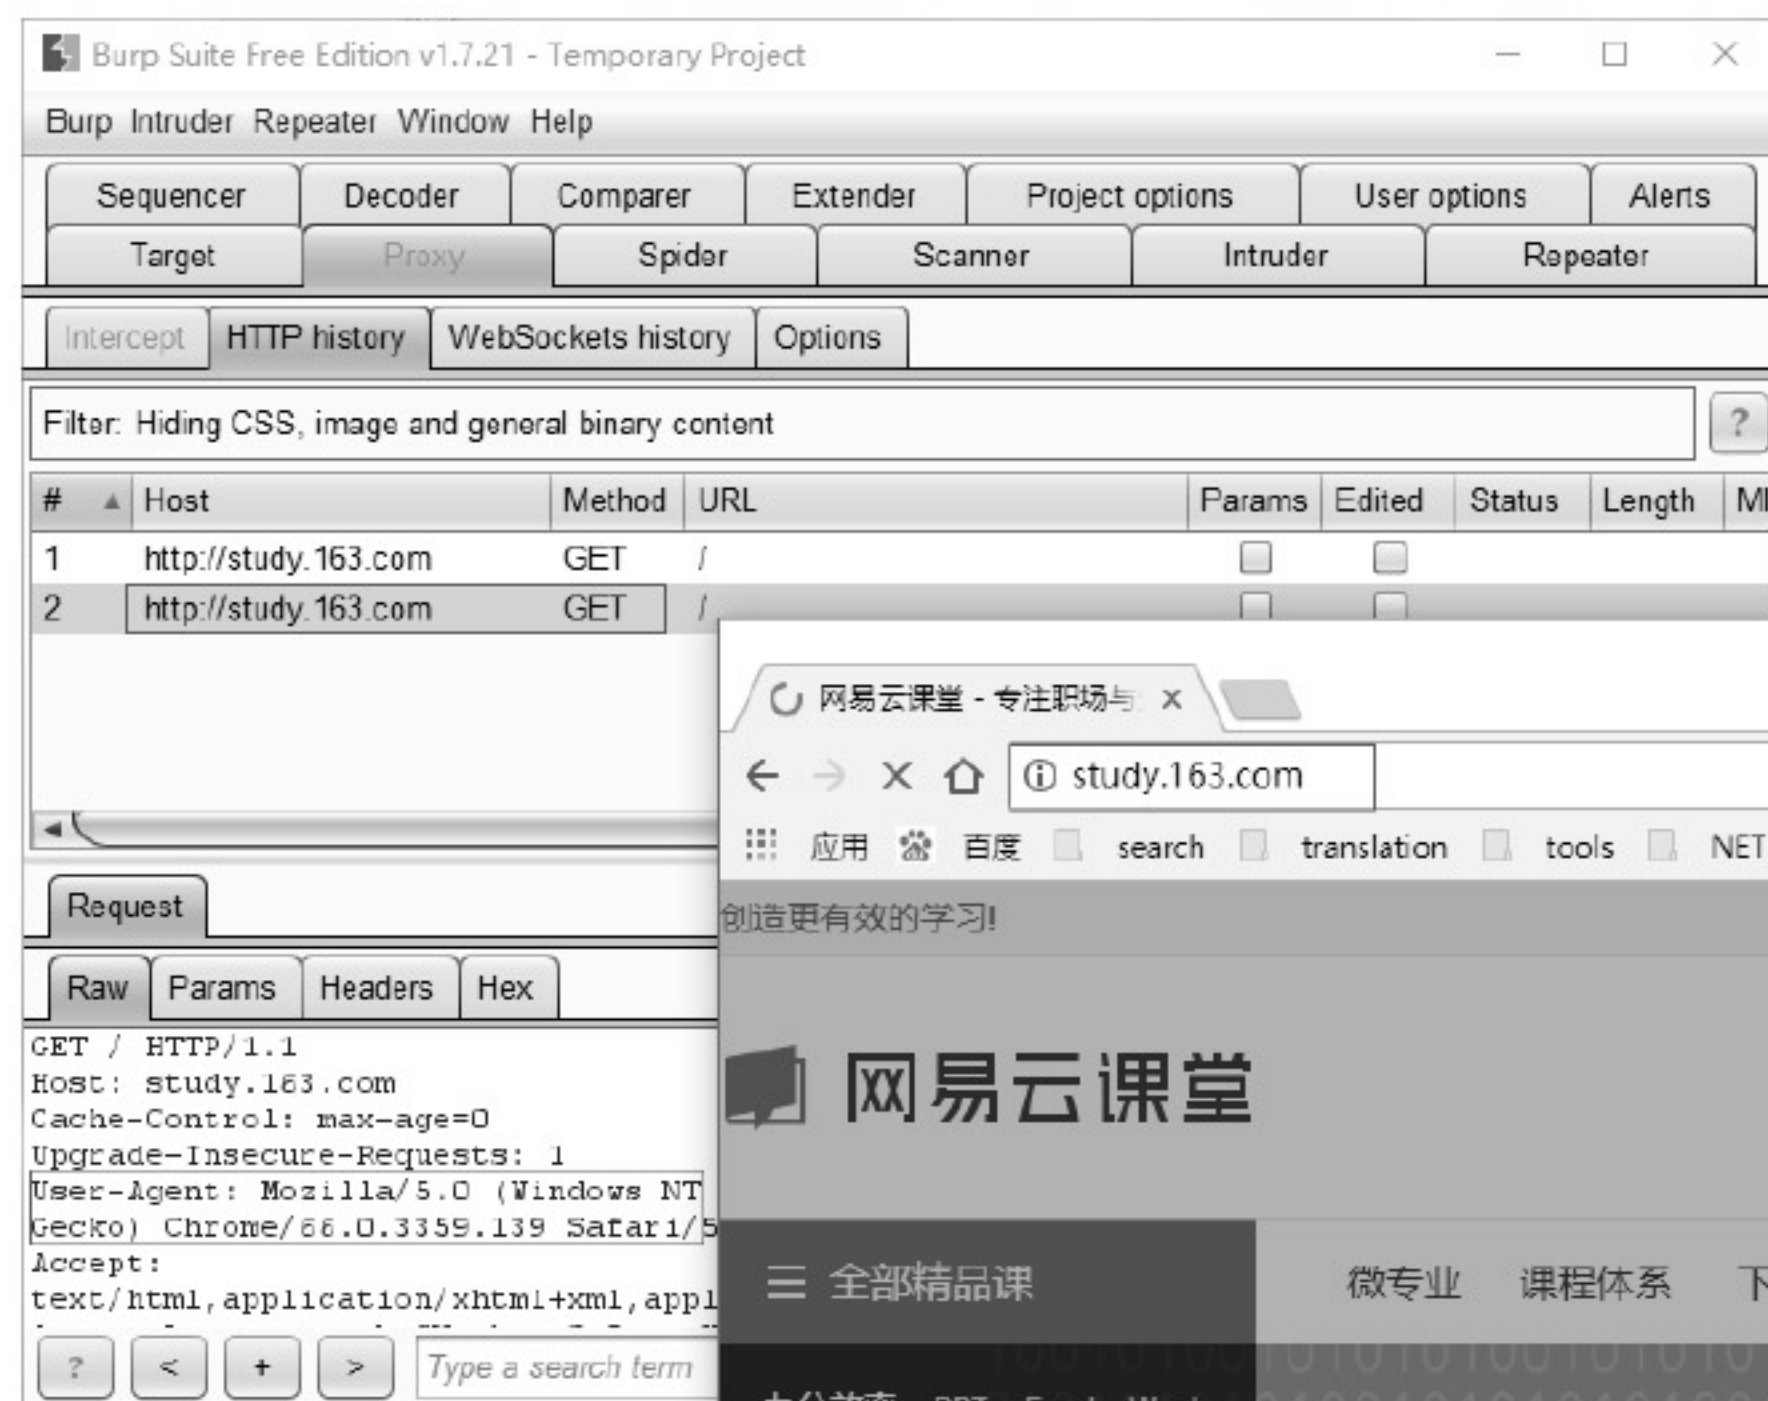 Burp Suite Free Edition v1.7.21 - Temporary Project
Burp Intruder Repeater Window Help
Sequencer Decoder Comparer Extender Project options User options Alerts
Target Proxy Spider Scanner Intruder Repeater
Intercept HTTP history WebSockets history Options
Filter: Hiding CSS, image and general binary content ?
# Host Method URL Params Edited Status Length
1 http://study.163.com GET /
2 http://study.163.com GET /
网易云课堂 - 专注职场与
study.163.com
应用 百度 search translation tools NET
创造更有效的学习!
网易云课堂
全部精品课 微专业 课程体系 下
Request
Raw Params Headers Hex
GET / HTTP/1.1
Host: study.163.com
Cache-Control: max-age=0
Upgrade-Insecure-Requests: 1
User-Agent: Mozilla/5.0 (Windows NT
Gecko) Chrome/66.0.3359.139 Safari/5
Accept:
text/html,application/xhtml+xml,appl
? < + > Type a search term